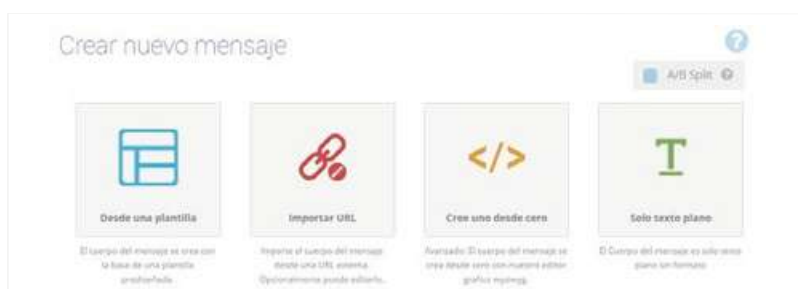 Crear nuevo mensaje
A/B Split
Desde una plantilla
Importar URL
Cree uno desde cero
Solo texto plano
El cuerpo del mensaje se crea con
la base de una plantilla
prediseñada.
Importe el cuerpo del mensaje
desde una URL externa.
Opcionalmente puede editarlo.
Avanzado: El cuerpo del mensaje se
crea desde cero con nuestro editor
grafico
El Cuerpo del mensaje es solo texto
plano sin formato